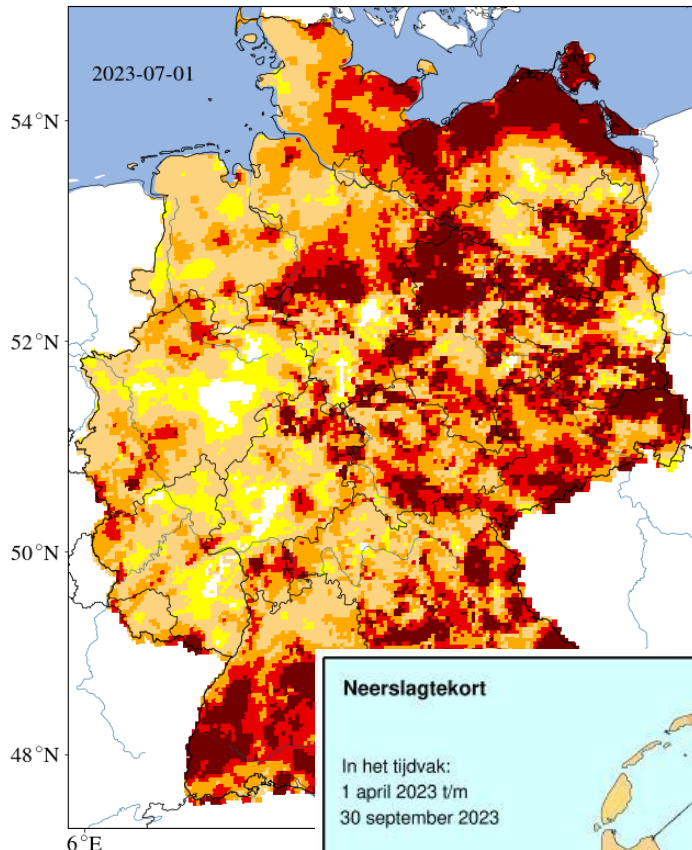 2023-07-01
54°N
52°N
50°N
48°N
6°E
Neerslagtekort
In het tijdvak:
1 april 2023 t/m
30 september 2023